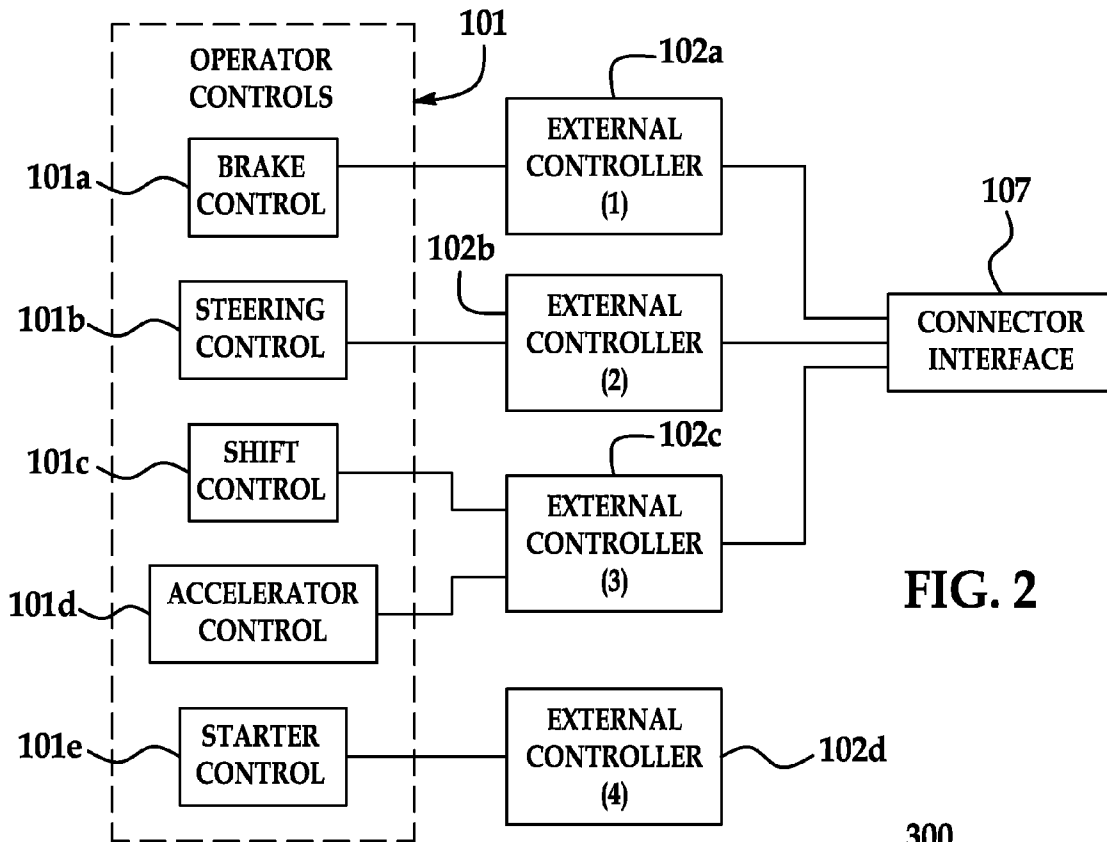 101
OPERATOR
CONTROLS
102a
EXTERNAL
CONTROLLER
(1)
101a
BRAKE
CONTROL
107
102b
101b
STEERING
CONTROL
EXTERNAL
CONTROLLER
(2)
CONNECTOR
INTERFACE
102c
101c
SHIFT
CONTROL
EXTERNAL
CONTROLLER
(3)
101d
ACCELERATOR
CONTROL
FIG. 2
101e
STARTER
CONTROL
EXTERNAL
CONTROLLER
(4)
102d
300